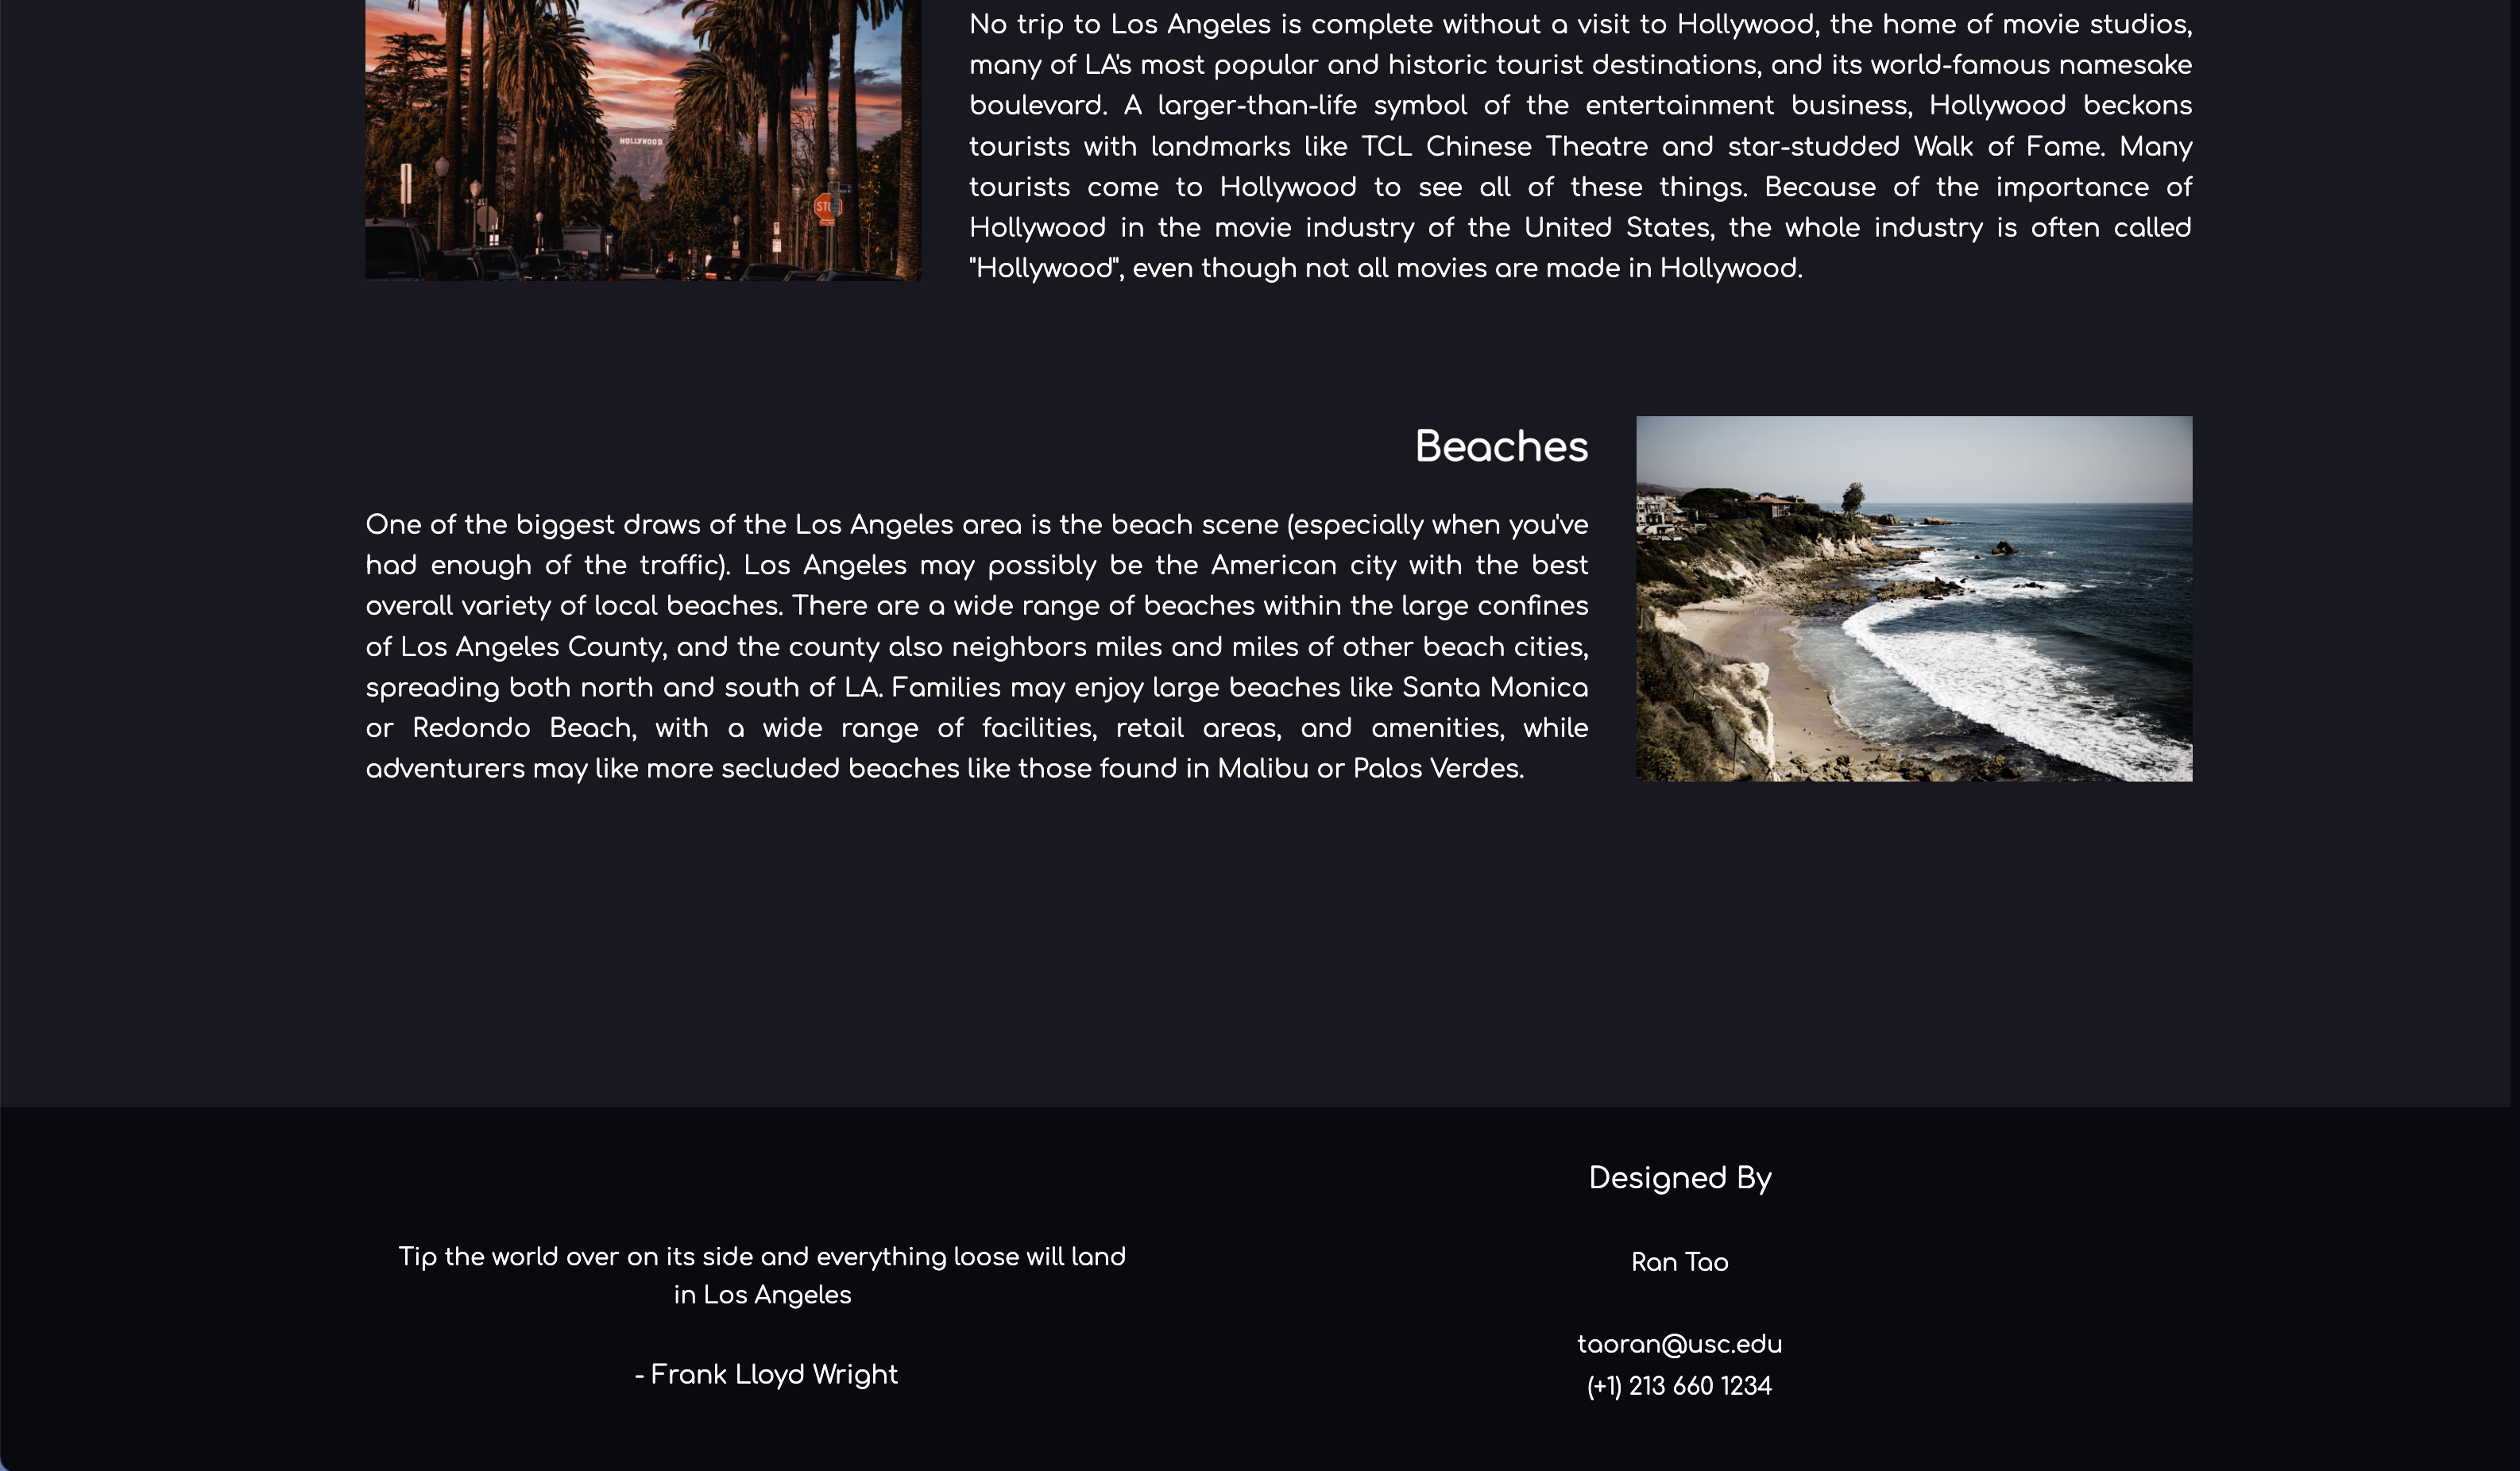 HOLLYWOOD
No trip to Los Angeles is complete without a visit to Hollywood, the home of movie studios,
many of LA's most popular and historic tourist destinations, and its world-famous namesake
boulevard. A larger-than-life symbol of the entertainment business, Hollywood beckons
tourists with landmarks like TCL Chinese Theatre and star-studded Walk of Fame. Many
tourists come to Hollywood to see all of these things. Because of the importance of
Hollywood in the movie industry of the United States, the whole industry is often called
"Hollywood", even though not all movies are made in Hollywood.
Beaches
One of the biggest draws of the Los Angeles area is the beach scene (especially when you've
had enough of the traffic). Los Angeles may possibly be the American city with the best
overall variety of local beaches. There are a wide range of beaches within the large confines
of Los Angeles County, and the county also neighbors miles and miles of other beach cities,
spreading both north and south of LA. Families may enjoy large beaches like Santa Monica
or Redondo Beach, with a wide range of facilities, retail areas, and amenities, while
adventurers may like more secluded beaches like those found in Malibu or Palos Verdes.
Tip the world over on its side and everything loose will land
in Los Angeles
- Frank Lloyd Wright
Designed By
Ran Tao
taoran@usc.edu
(+1) 213 660 1234